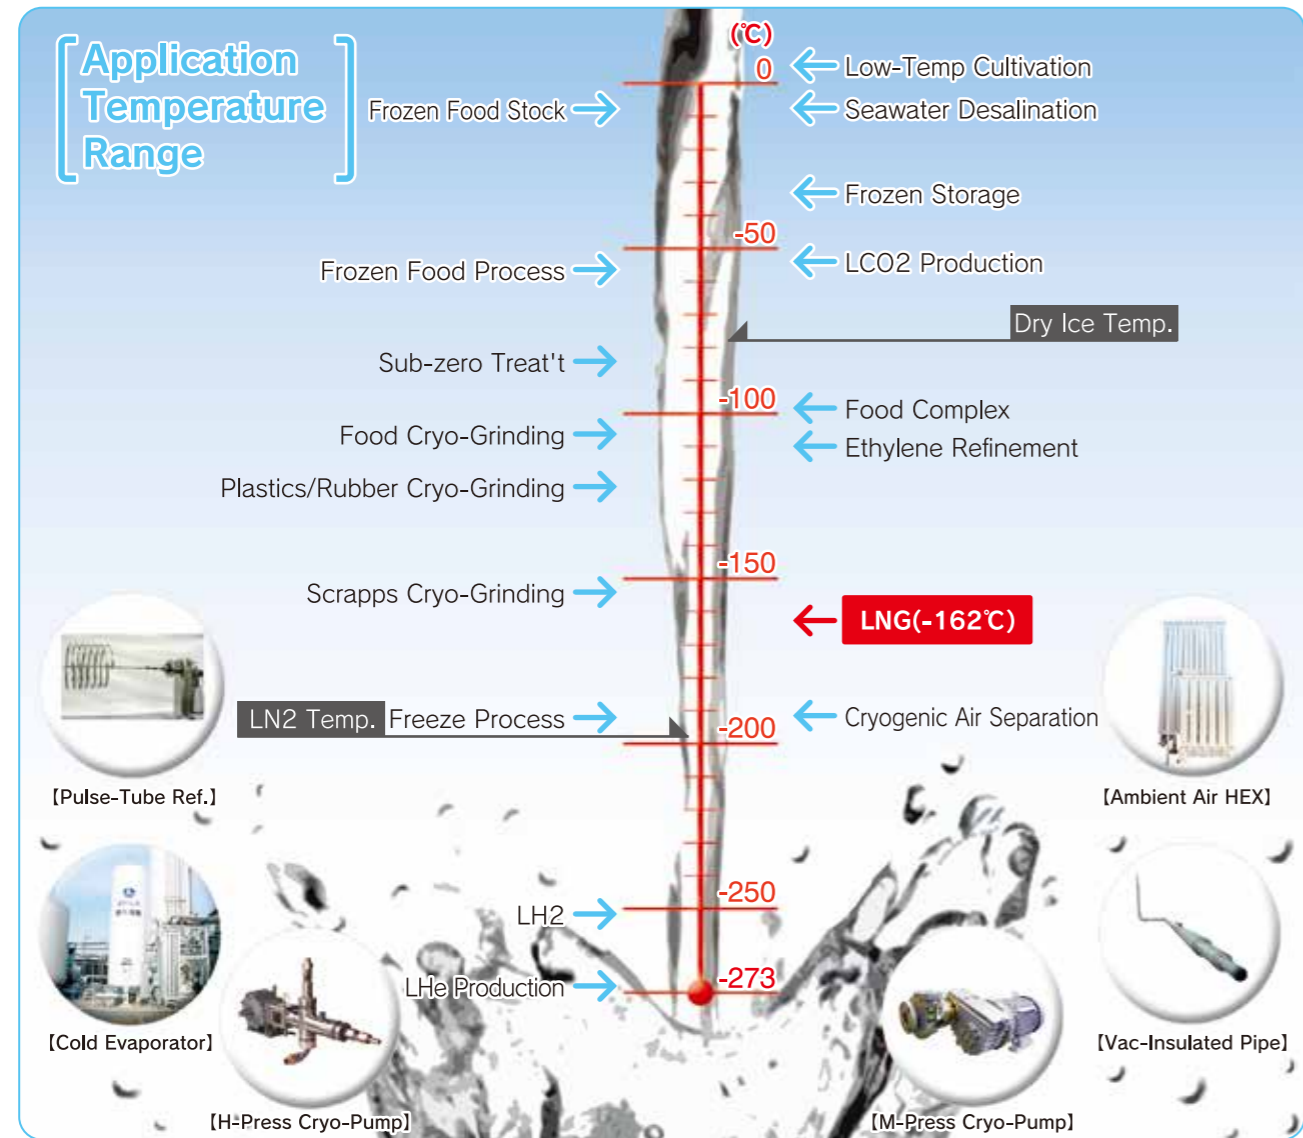 Application
Temperature
Range
(℃)
0
Low-Temp Cultivation
Frozen Food Stock
Seawater Desalination
Frozen Storage
-50
LCO2 Production
Frozen Food Process
Dry Ice Temp.
Sub-zero Treat't
-100
Food Complex
Food Cryo-Grinding
Ethylene Refinement
Plastics/Rubber Cryo-Grinding
-150
Scrapps Cryo-Grinding
LNG(-162℃)
LN2 Temp. Freeze Process
Cryogenic Air Separation
-200
【Pulse-Tube Ref.】
【Ambient Air HEX】
-250
LH2
-273
LHe Production
【Cold Evaporator】
【Vac-Insulated Pipe】
【H-Press Cryo-Pump】
【M-Press Cryo-Pump】